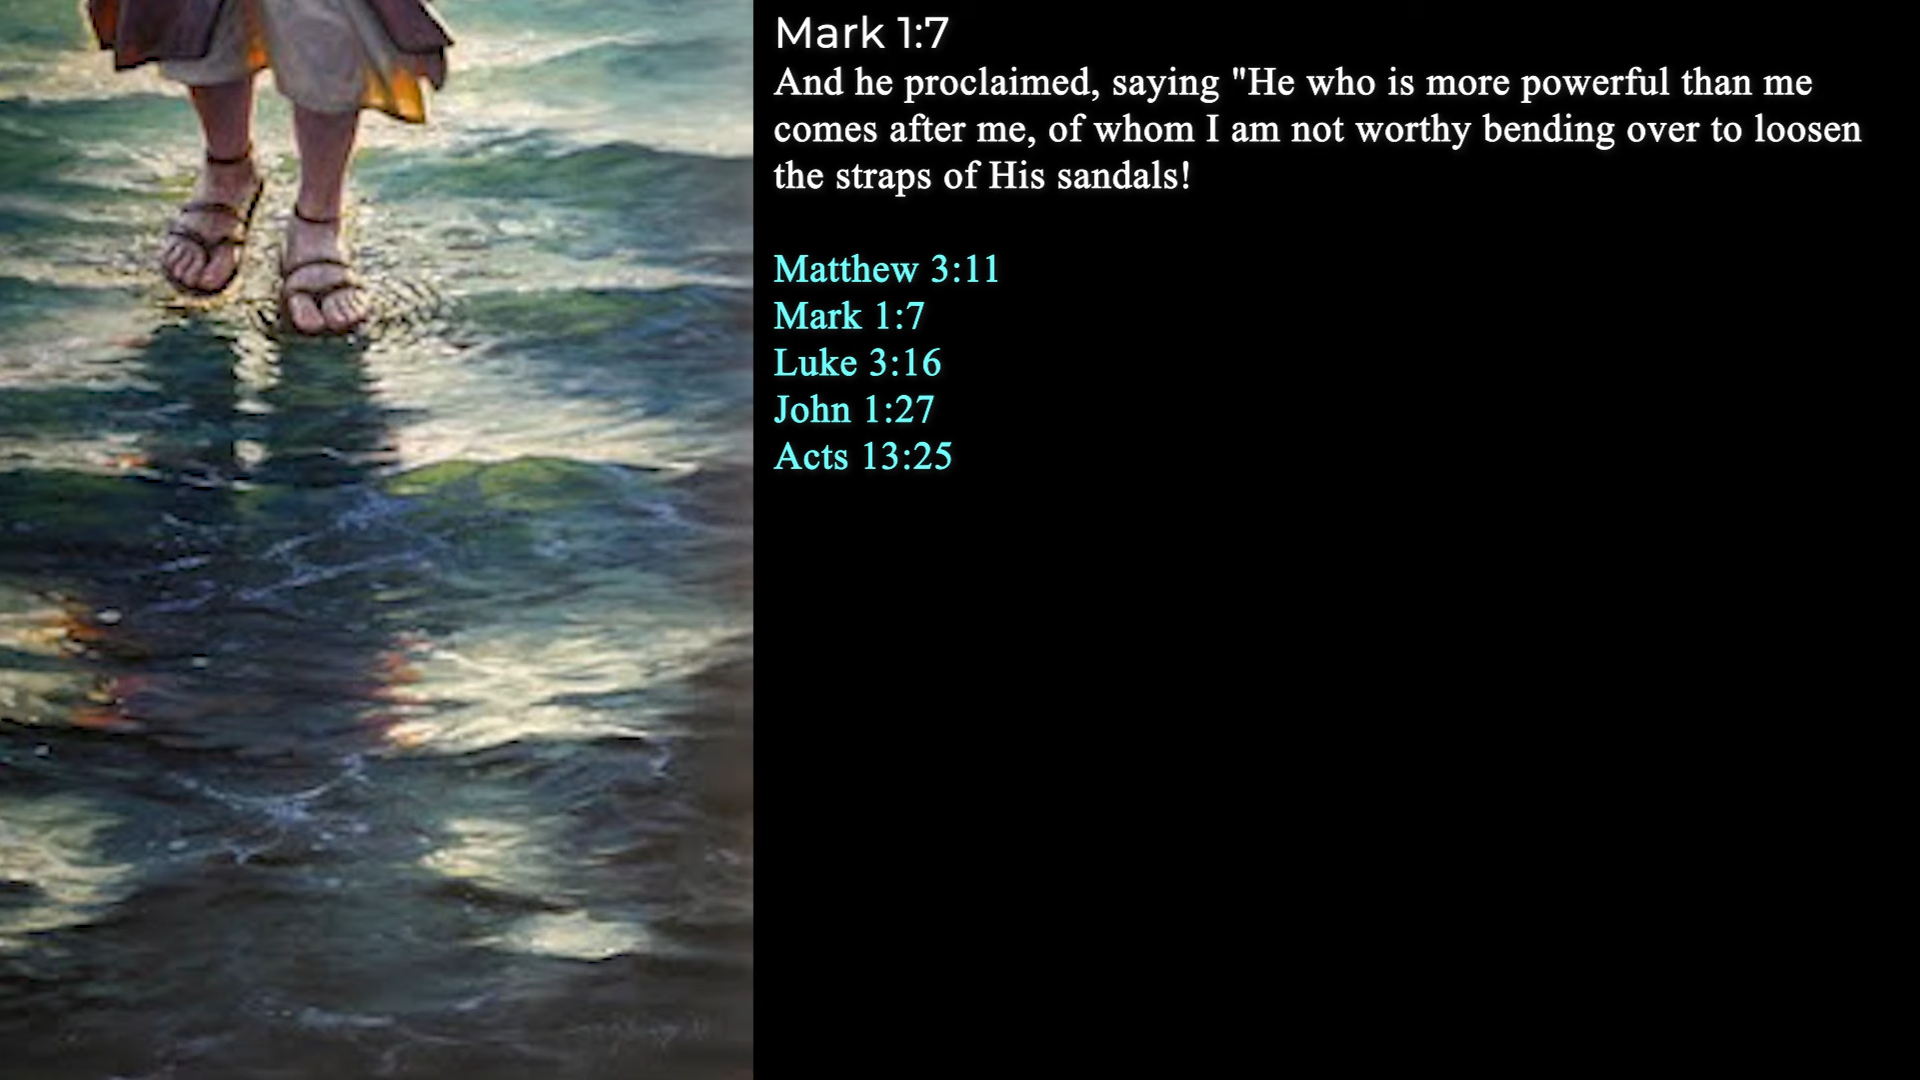 Mark 1:7
And he proclaimed, saying "He who is more powerful than me
comes after me, of whom I am not worthy bending over to loosen
the straps of His sandals!
Matthew 3:11
Mark 1:7
Luke 3:16
John 1:27
Acts 13:25